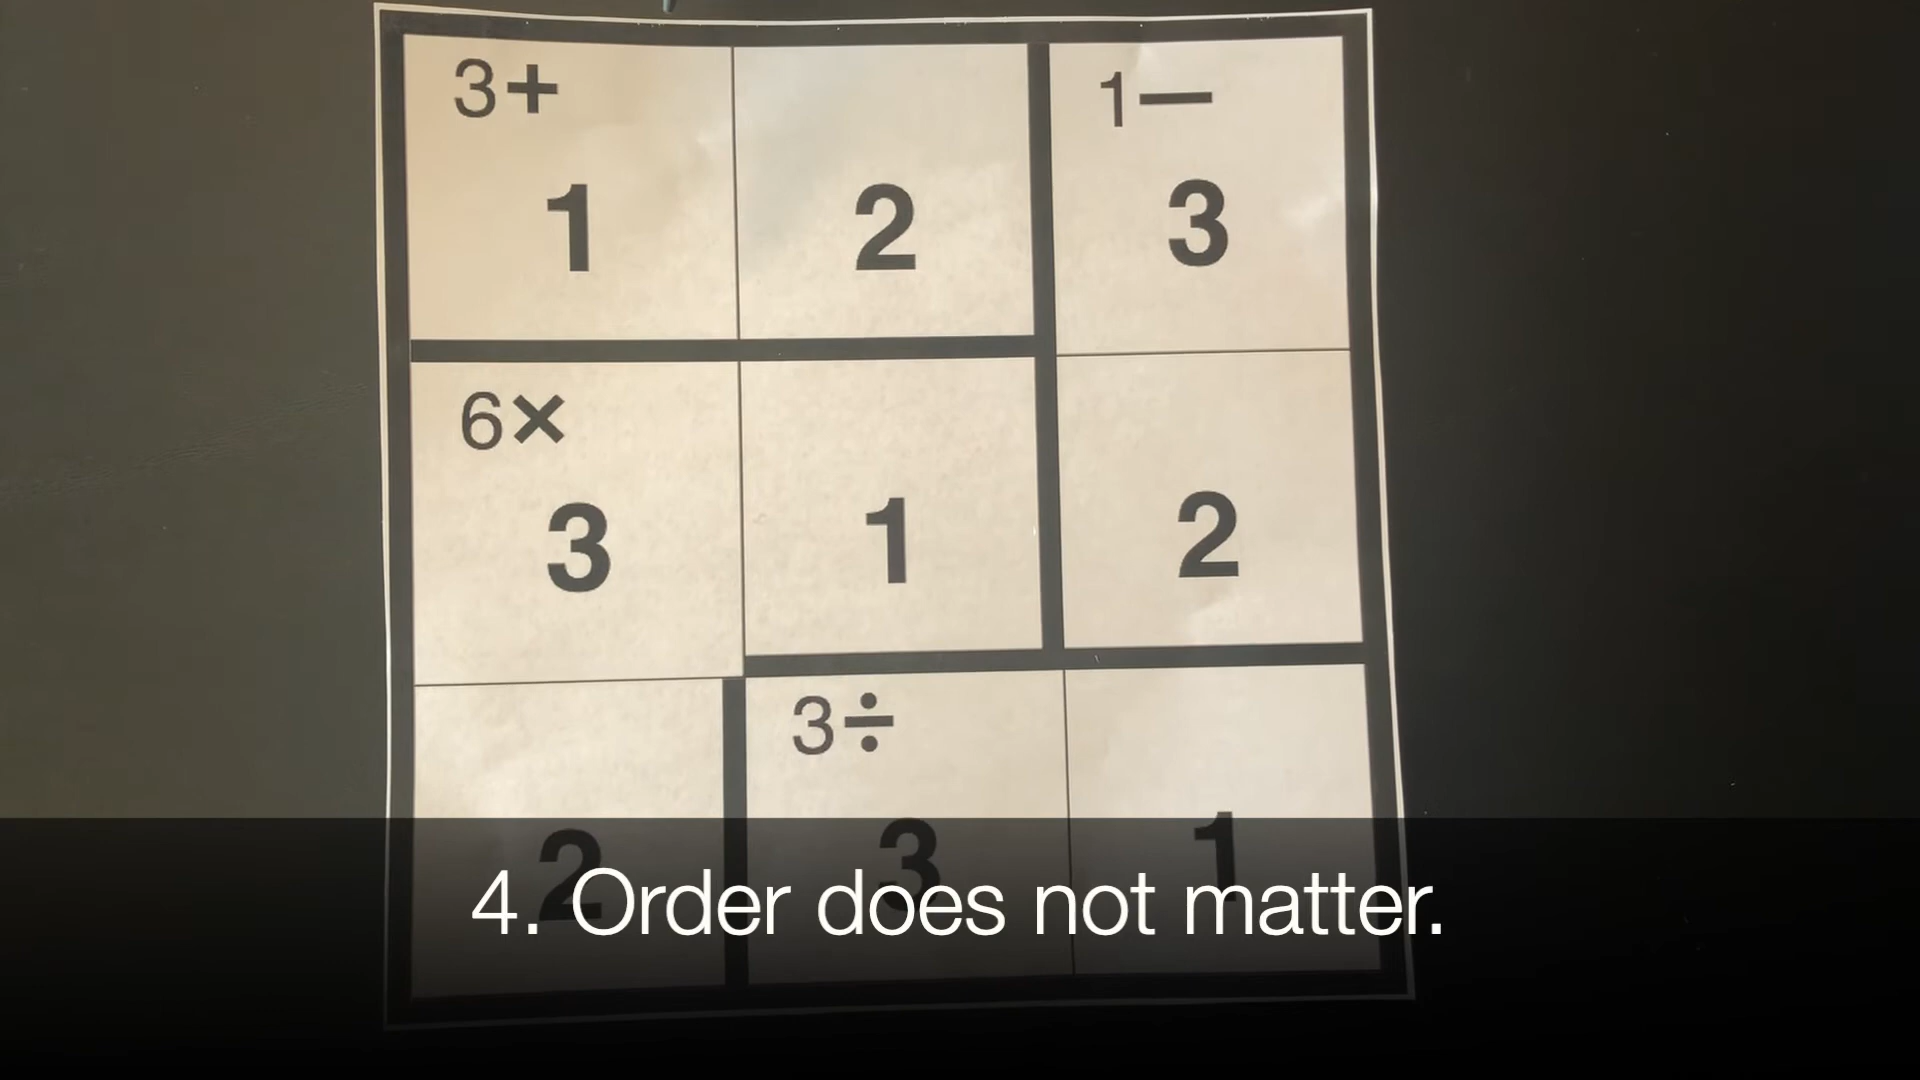 3+
1—
1 2 3
6×
3 1 2
3÷
2 3 1
4. Order does not matter.